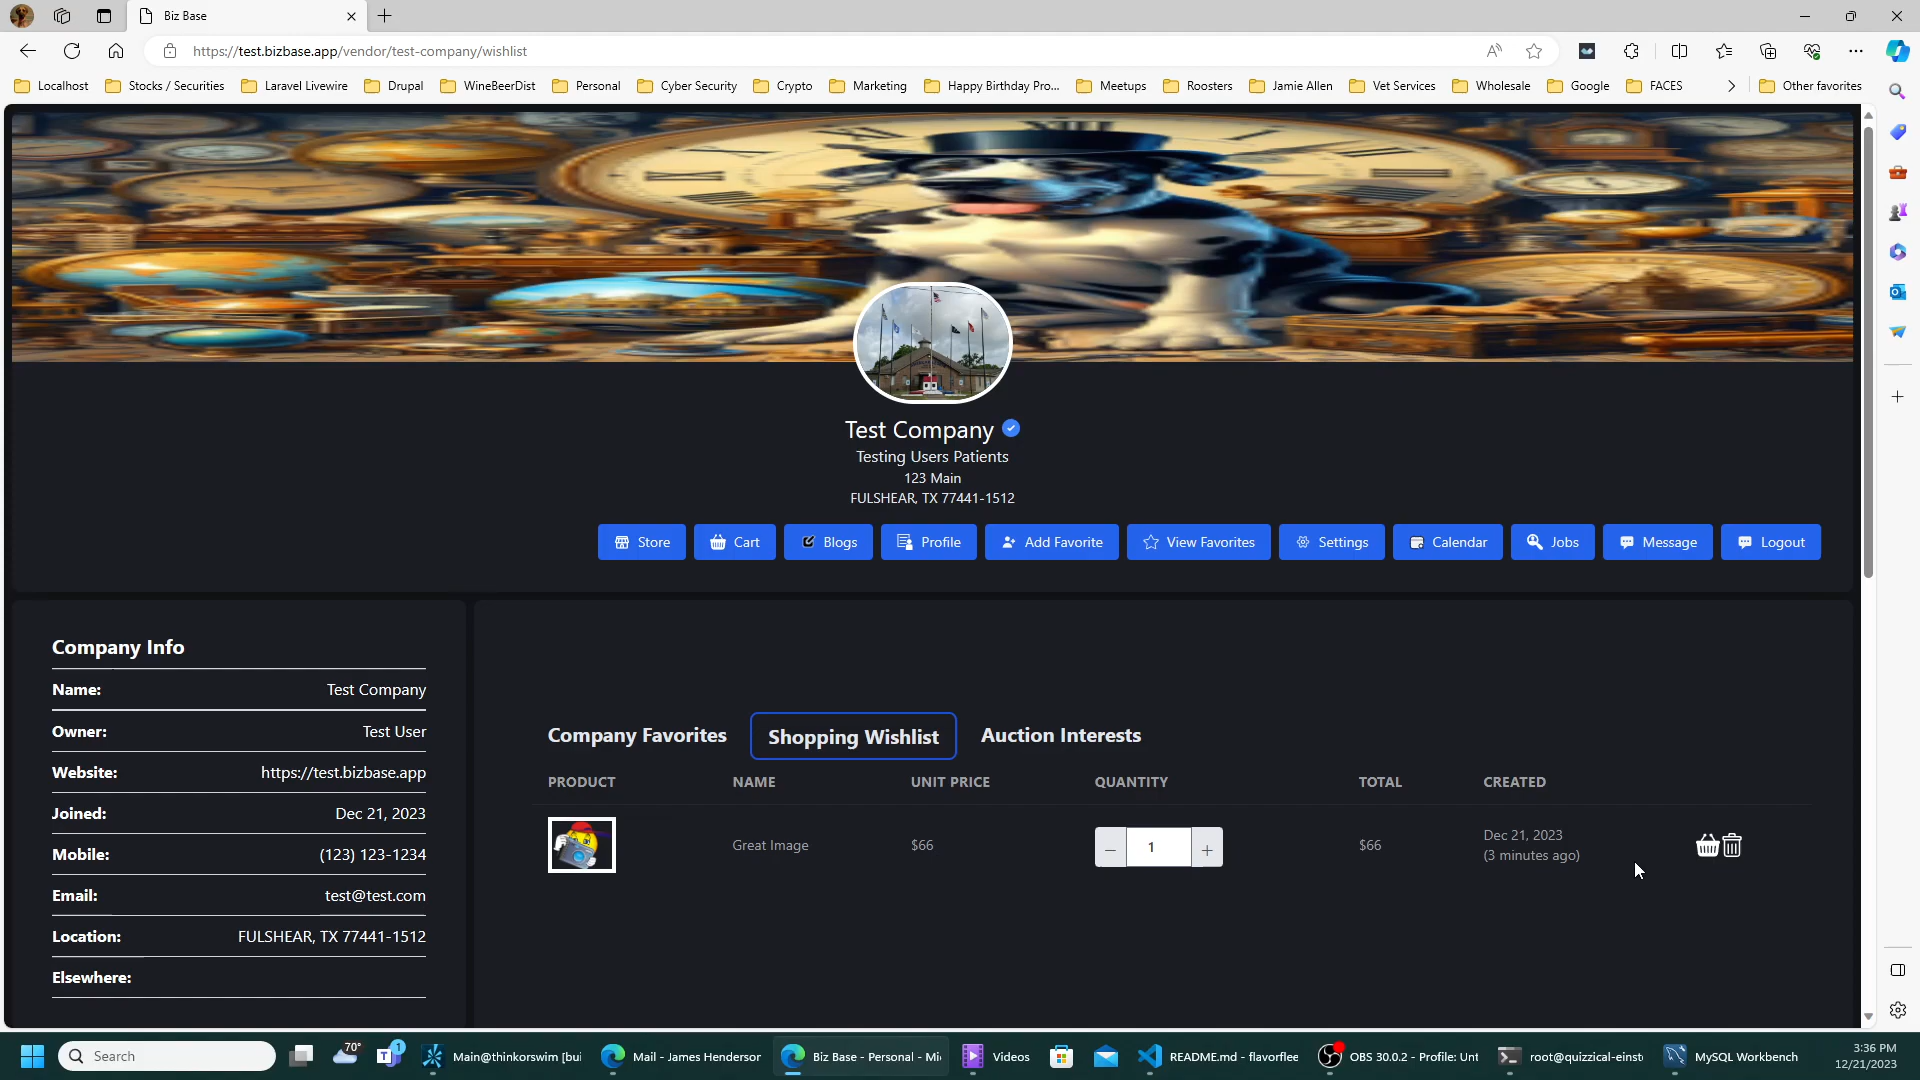 Biz Base
https://test.bizbase.app/vendor/test-company/wishlist
Localhost
Stocks / Securities
Laravel Livewire
Drupal
WineBeerDist
Personal
Cyber Security
Crypto
Marketing
Happy Birthday Pro...
Meetups
Roosters
Jamie Allen
Vet Services
Wholesale
Google
FACES
Other favorites
Test Company
Testing Users Patients
123 Main
FULSHEAR, TX 77441-1512
Store
Cart
Blogs
Profile
Add Favorite
View Favorites
Settings
Calendar
Jobs
Message
Logout
Company Info
Name: Test Company
Owner: Test User
Website: https://test.bizbase.app
Joined: Dec 21, 2023
Mobile: (123) 123-1234
Email: test@test.com
Location: FULSHEAR, TX 77441-1512
Elsewhere:
Company Favorites
Shopping Wishlist
Auction Interests
PRODUCT NAME UNIT PRICE QUANTITY TOTAL CREATED
Great Image $66 − 1 + $66 Dec 21, 2023
(3 minutes ago)
Search
70°
1
Main@thinkorswim [bui
Mail - James Henderson
Biz Base - Personal - Mi
Videos
README.md - flavorflee
OBS 30.0.2 - Profile: Unt
root@quizzical-einst
MySQL Workbench
3:36 PM
12/21/2023